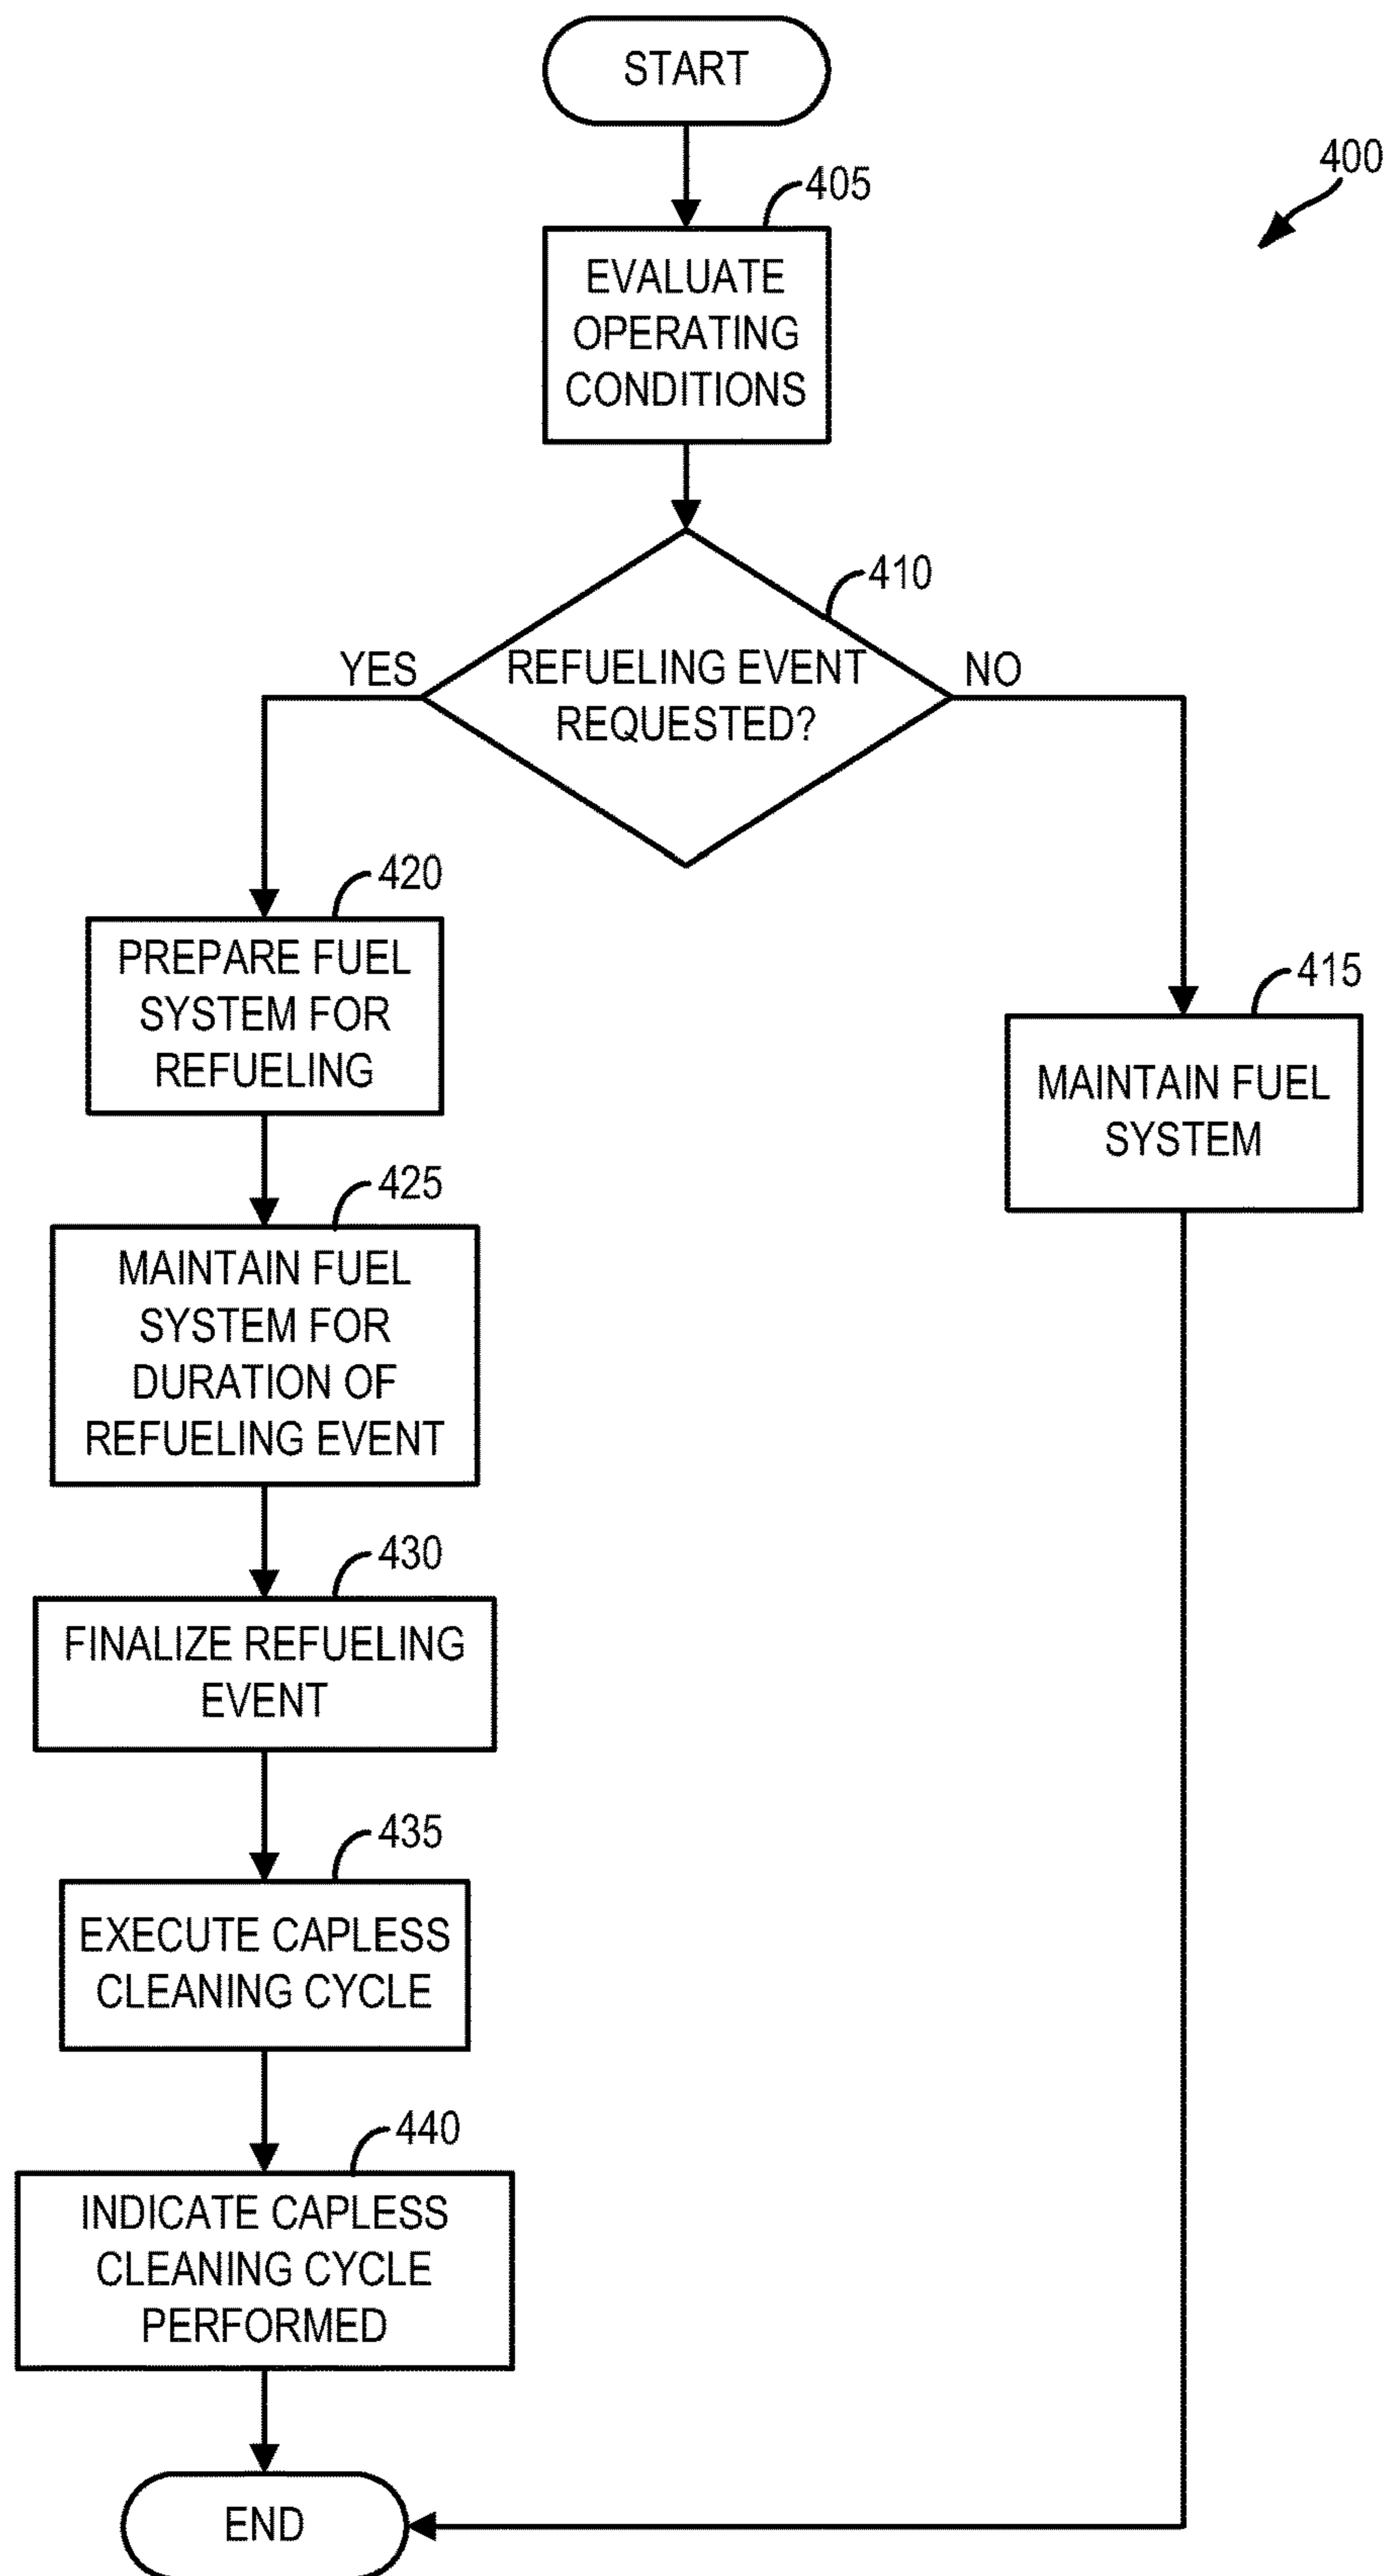 START
400
405
EVALUATE
OPERATING
CONDITIONS
410
YES
REFUELING EVENT
REQUESTED?
NO
420
PREPARE FUEL
SYSTEM FOR
REFUELING
415
MAINTAIN FUEL
SYSTEM
425
MAINTAIN FUEL
SYSTEM FOR
DURATION OF
REFUELING EVENT
430
FINALIZE REFUELING
EVENT
435
EXECUTE CAPLESS
CLEANING CYCLE
440
INDICATE CAPLESS
CLEANING CYCLE
PERFORMED
END